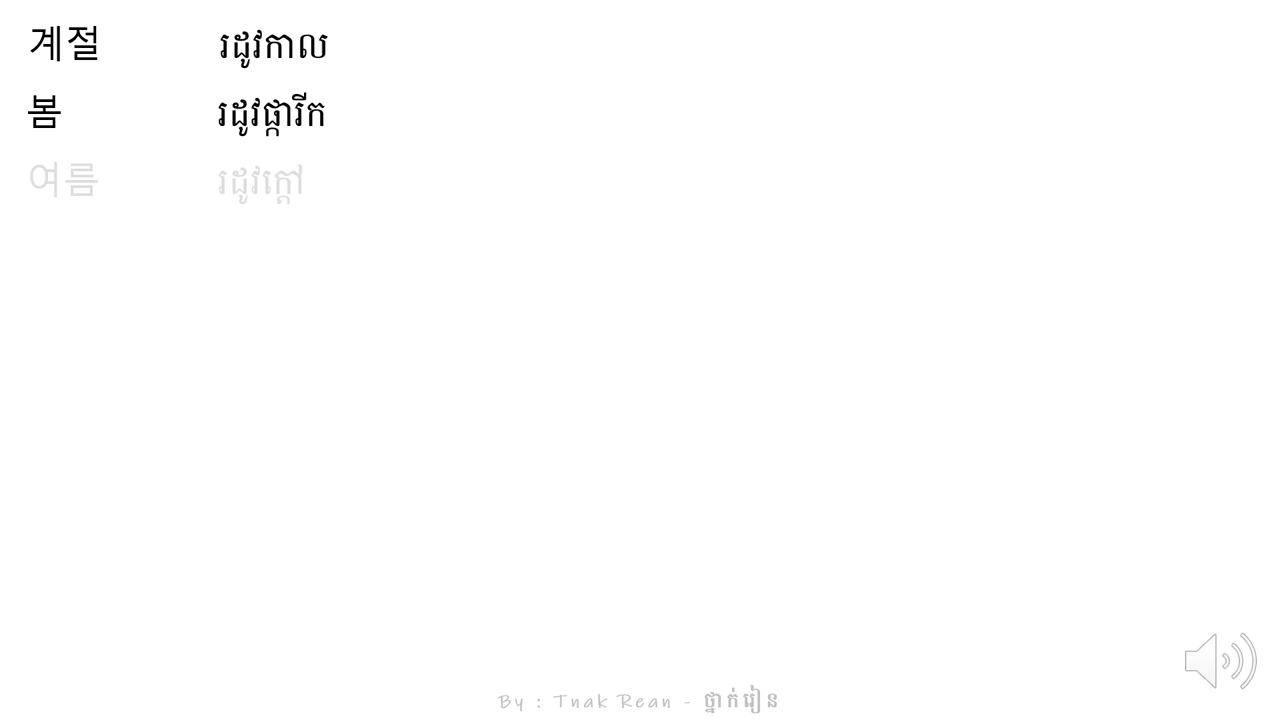 계절 រដូវកាល
봄 រដូវផ្ការីក
여름 រដូវក្ដៅ
By : Tnak Rean - ថ្នាក់រៀន